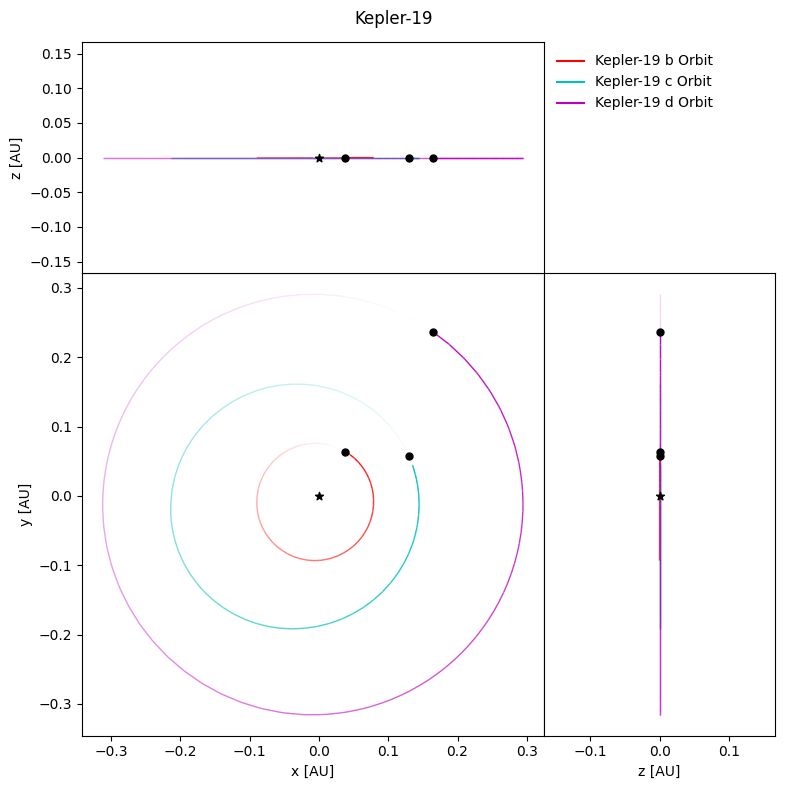 Kepler-19
Kepler-19 b Orbit
Kepler-19 c Orbit
Kepler-19 d Orbit
0.15
0.10
0.05
0.00
−0.05
−0.10
−0.15
z [AU]
0.3
0.2
0.1
0.0
−0.1
−0.2
−0.3
y [AU]
−0.3 −0.2 −0.1 0.0 0.1 0.2 0.3
x [AU]
−0.1 0.0 0.1
z [AU]